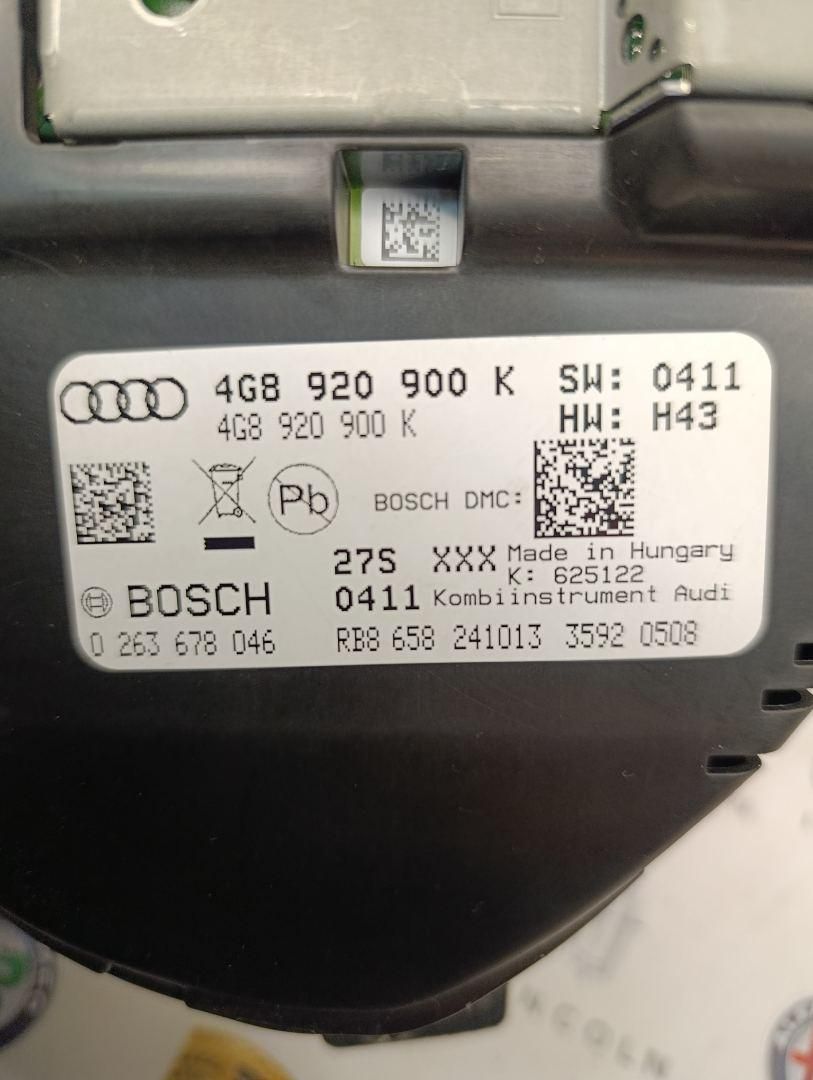 4G8 920 900 K SW: 0411
4G8 920 900 K HW: H43
Pb BOSCH DMC:
27S XXX Made in Hungary
K: 625122
BOSCH 0411 Kombiinstrument Audi
0 263 678 046 RB8 658 241013 3592 0508
LINCOLN